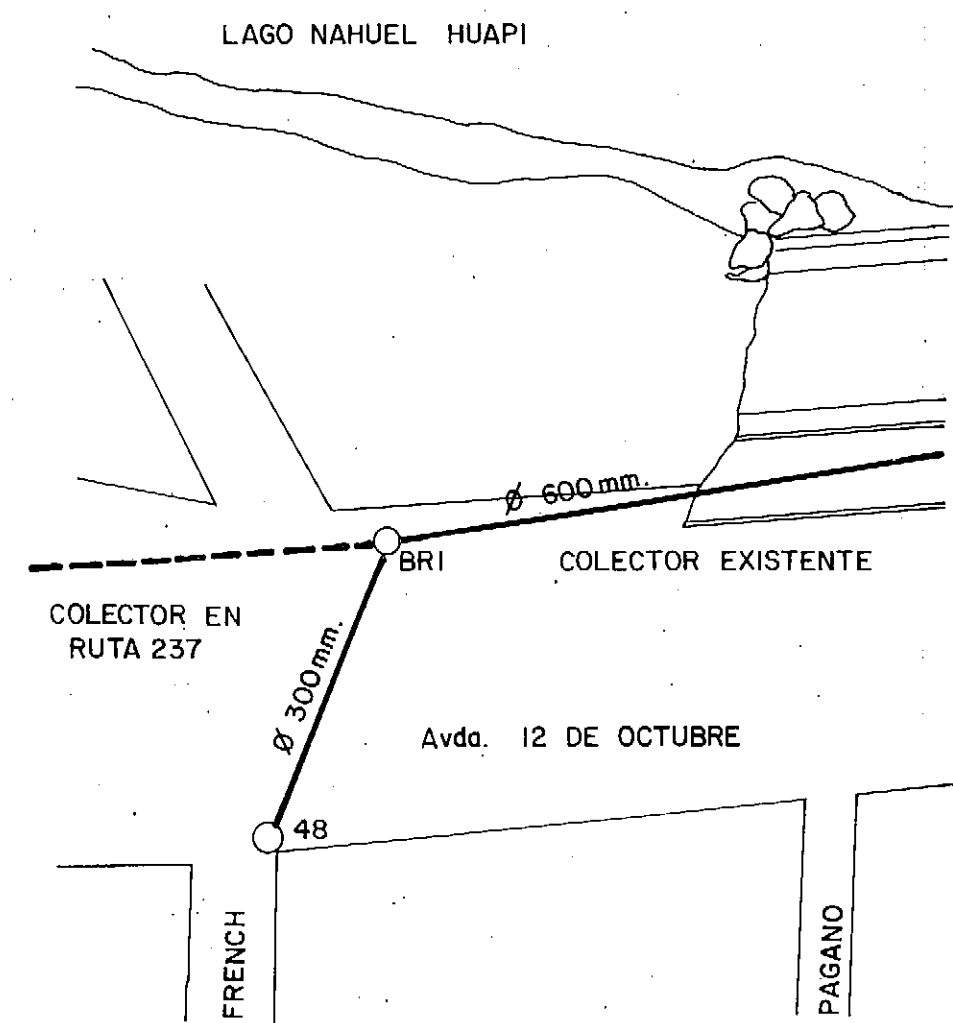 LAGO NAHUEL HUAPI
Ø 600 mm.
BRI
COLECTOR EXISTENTE
COLECTOR EN
RUTA 237
Ø 300 mm.
Avda. 12 DE OCTUBRE
48
FRENCH
PAGANO